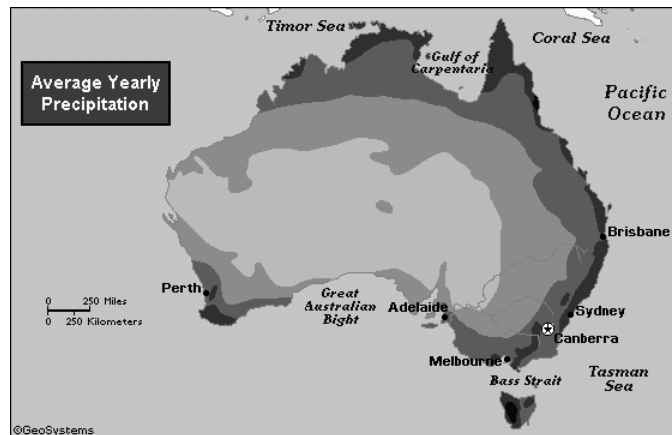 Timor Sea
Coral Sea
Gulf of
Carpentaria
Average Yearly
Precipitation
Pacific
Ocean
Brisbane
Perth
0 250 Miles
0 250 Kilometers
Great
Australian
Bight
Adelaide
Sydney
Canberra
Melbourne
Bass Strait
Tasman
Sea
©GeoSystems